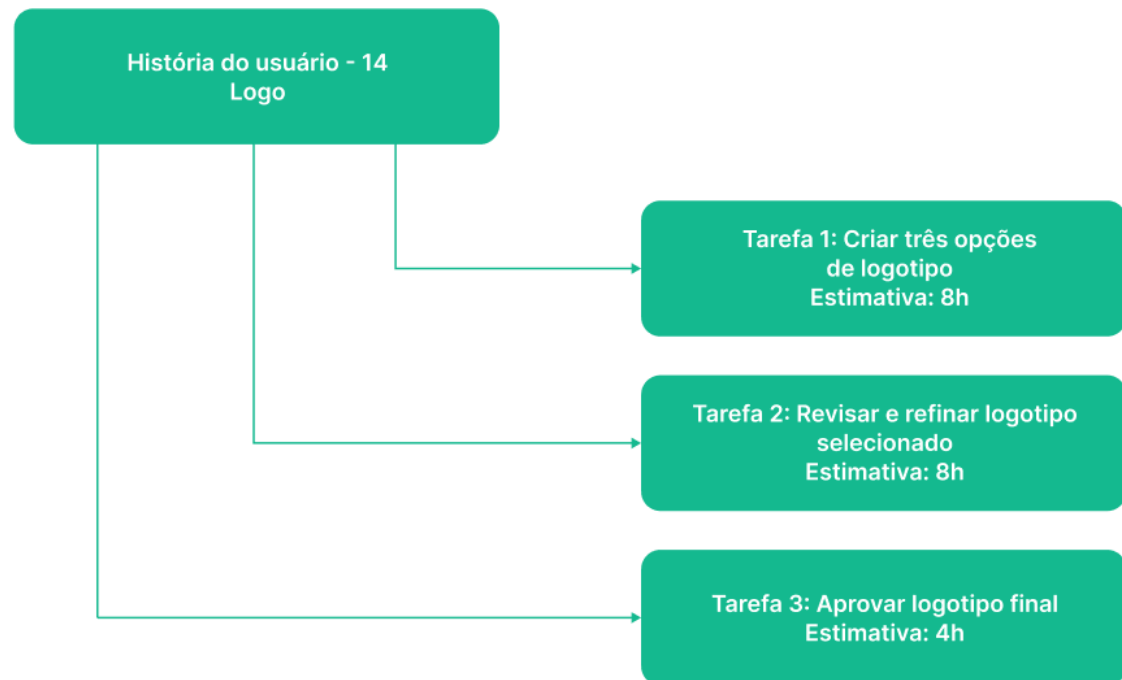 História do usuário - 14
Logo
Tarefa 1: Criar três opções
de logotipo
Estimativa: 8h
Tarefa 2: Revisar e refinar logotipo
selecionado
Estimativa: 8h
Tarefa 3: Aprovar logotipo final
Estimativa: 4h